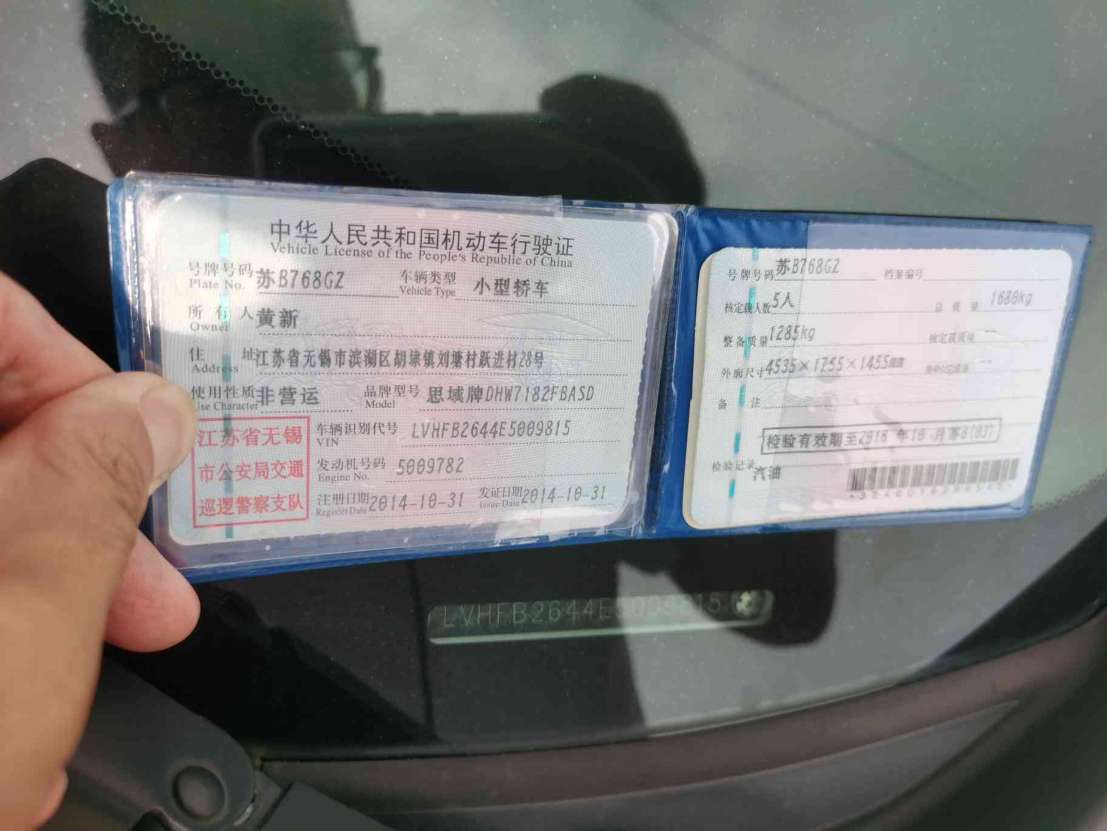 中华人民共和国机动车行驶证
Vehicle License of the People's Republic of China
号牌号码 苏B768GZ 车辆类型 小型轿车
Plate No. Vehicle Type
所有人 黄新
Owner
住址 江苏省无锡市滨湖区胡埭镇刘塘村跃进村28号
Address
使用性质 非营运 品牌型号 思域牌DHW7182FBASD
Use Character Model
江苏省无锡
市公安局交通
巡逻警察支队
车辆识别代号 LVHFB2644E5009815
VIN
发动机号码 5009782
Engine No.
注册日期 2014-10-31 发证日期 2014-10-31
Register Date Issue Date
号牌号码 苏B768GZ 档案编号
核定载人数 5人 总质量 1680kg
整备质量 1285kg 核定载质量 --
外廓尺寸 4535×1755×1455 --
备注
检验有效期至2016年10月苏B(03)
检验记录 汽油
LVHFB2644E5009815